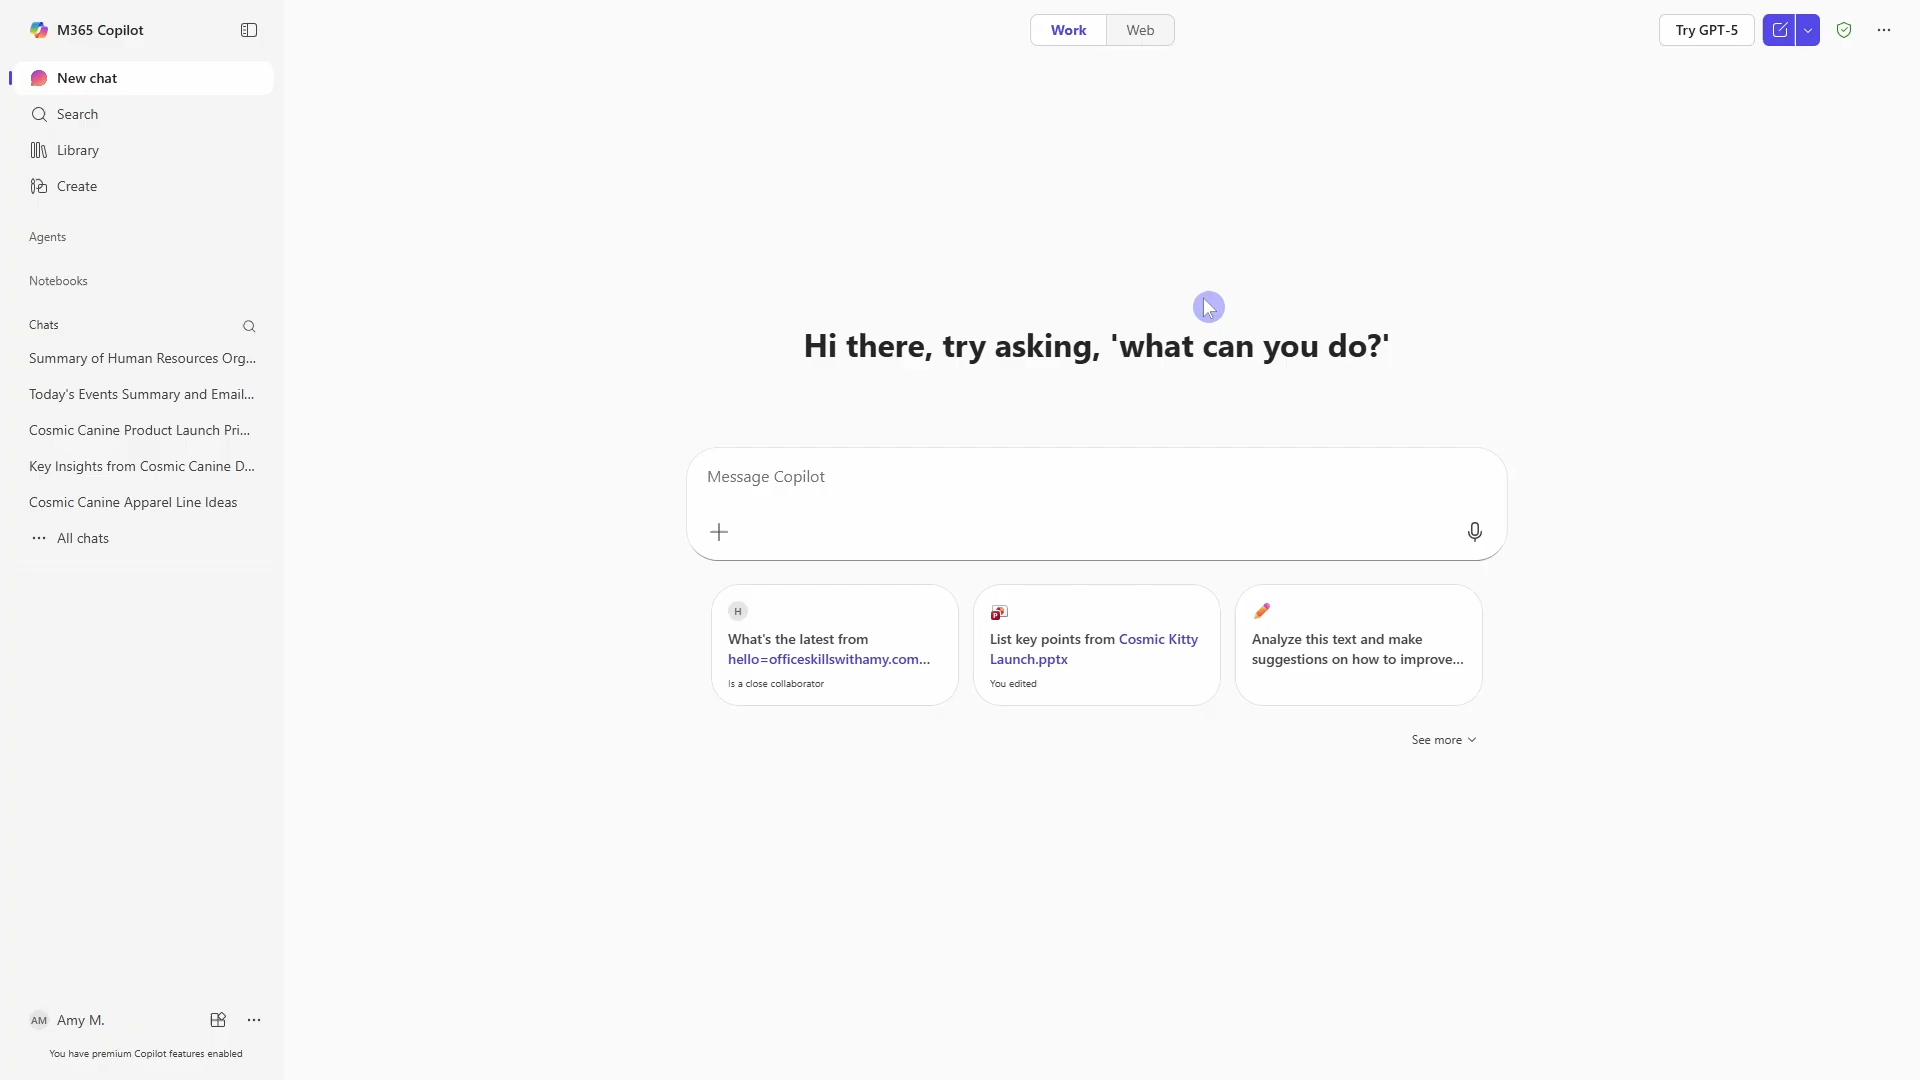 M365 Copilot
New chat
Search
Library
Create
Agents
Notebooks
Chats
Summary of Human Resources Org...
Today's Events Summary and Email...
Cosmic Canine Product Launch Pri...
Key Insights from Cosmic Canine D...
Cosmic Canine Apparel Line Ideas
All chats
AM Amy M.
You have premium Copilot features enabled
Work Web
Try GPT-5
Hi there, try asking, 'what can you do?'
Message Copilot
H
What's the latest from
hello=officeskillswithamy.com...
Is a close collaborator
P
List key points from Cosmic Kitty
Launch.pptx
You edited
Analyze this text and make
suggestions on how to improve...
See more